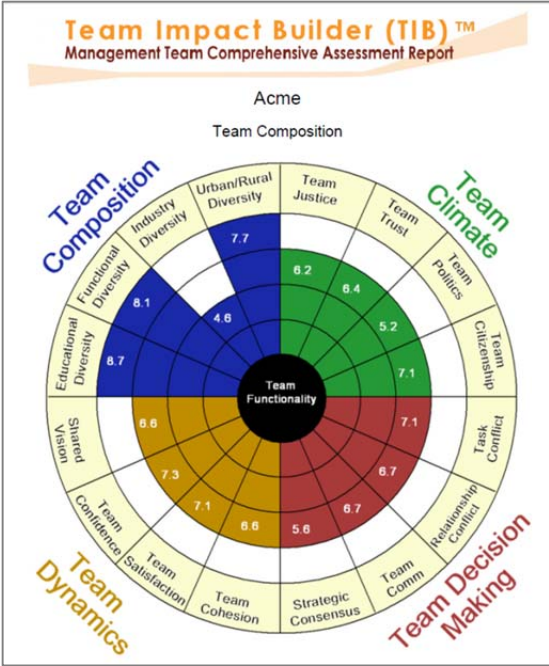 Team Impact Builder (TIB)™
Management Team Comprehensive Assessment Report
Acme
Team Composition
Team
Composition
Team
Climate
Educational
Diversity
Functional
Diversity
Industry
Diversity
Urban/Rural
Diversity
Team
Justice
Team
Trust
Team
Politics
Team
Citizenship
8.7
8.1
4.6
7.7
6.2
6.4
5.2
7.1
Team
Functionality
7.1
6.7
6.7
5.6
6.6
7.1
7.3
6.6
Task
Conflict
Relationship
Conflict
Team
Comm
Strategic
Consensus
Team
Cohesion
Team
Satisfaction
Team
Confidence
Shared
Vision
Team
Dynamics
Team Decision
Making